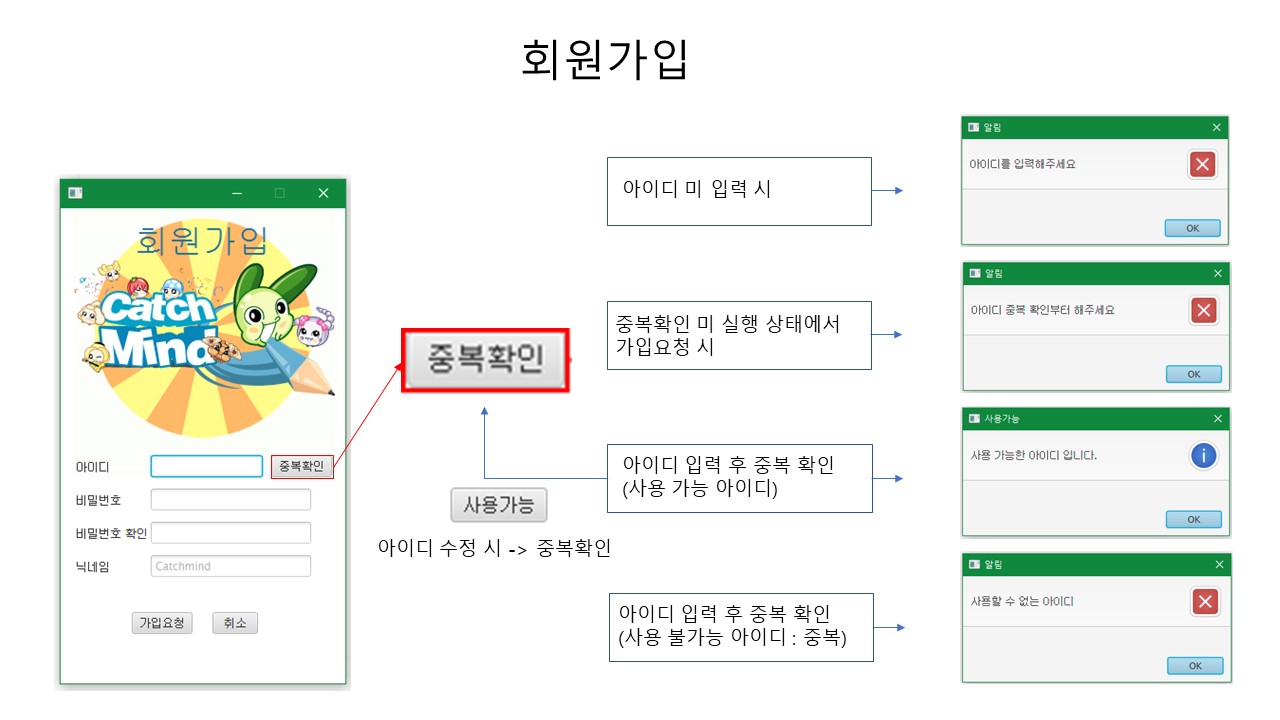 회원가입
회원가입
Catch
Mind
아이디
중복확인
비밀번호
비밀번호 확인
닉네임
Catchmind
가입요청
취소
중복확인
사용가능
아이디 수정 시 -> 중복확인
아이디 미 입력 시
중복확인 미 실행 상태에서
가입요청 시
아이디 입력 후 중복 확인
(사용 가능 아이디)
아이디 입력 후 중복 확인
(사용 불가능 아이디 : 중복)
알림
아이디를 입력해주세요
OK
알림
아이디 중복 확인부터 해주세요
OK
사용가능
사용 가능한 아이디 입니다.
OK
알림
사용할 수 없는 아이디
OK